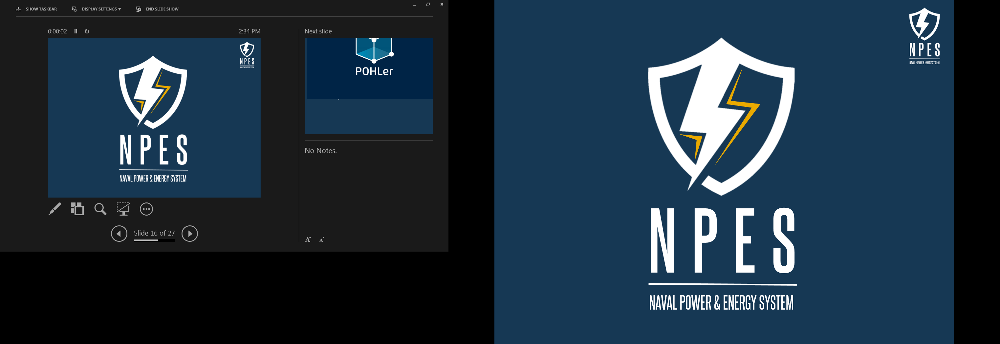 SHOW TASKBAR
DISPLAY SETTINGS ▼
END SLIDE SHOW
0:00:02
2:34 PM
NPES
NAVAL POWER & ENERGY SYSTEM
NPES
NAVAL POWER & ENERGY SYSTEM
Slide 16 of 27
Next slide
POHLer
No Notes.
A
A
NPES
NAVAL POWER & ENERGY SYSTEM
NPES
NAVAL POWER & ENERGY SYSTEM